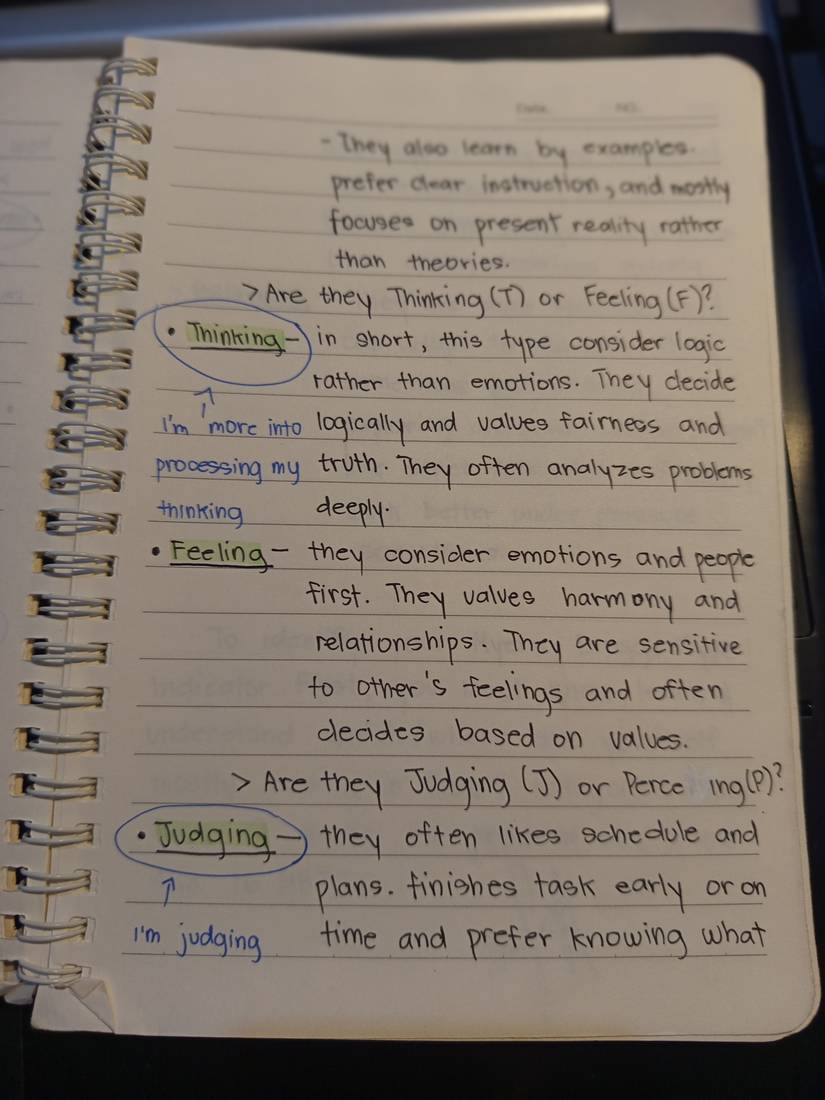 Date. NO.
- They also learn by examples.
prefer clear instruction, and mostly
focuses on present reality rather
than theories.
> Are they Thinking (T) or Feeling (F)?
• Thinking - in short, this type consider logic
rather than emotions. They decide
I'm more into logically and values fairness and
processing my truth. They often analyzes problems
thinking deeply.
• Feeling - they consider emotions and people
first. They values harmony and
relationships. They are sensitive
to other's feelings and often
decides based on values.
> Are they Judging (J) or Perce ing (P)?
• Judging - they often likes schedule and
plans. finishes task early or on
I'm judging time and prefer knowing what